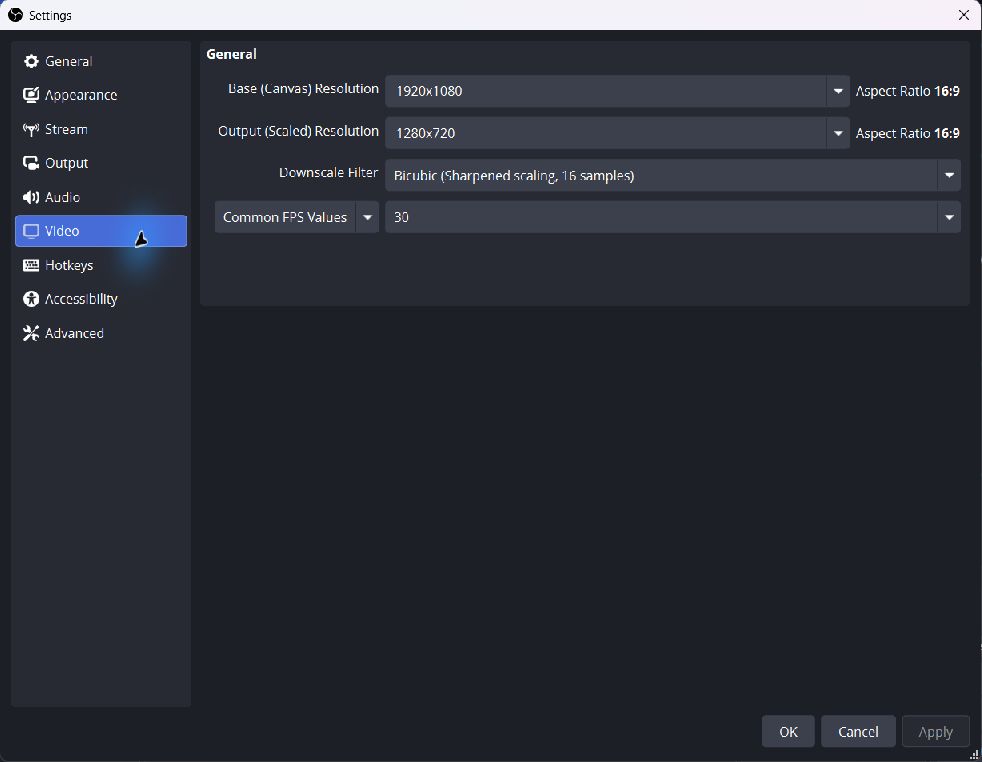 Settings
General
Appearance
Stream
Output
Audio
Video
Hotkeys
Accessibility
Advanced
General
Base (Canvas) Resolution 1920x1080 Aspect Ratio 16:9
Output (Scaled) Resolution 1280x720 Aspect Ratio 16:9
Downscale Filter Bicubic (Sharpened scaling, 16 samples)
Common FPS Values 30
OK Cancel Apply